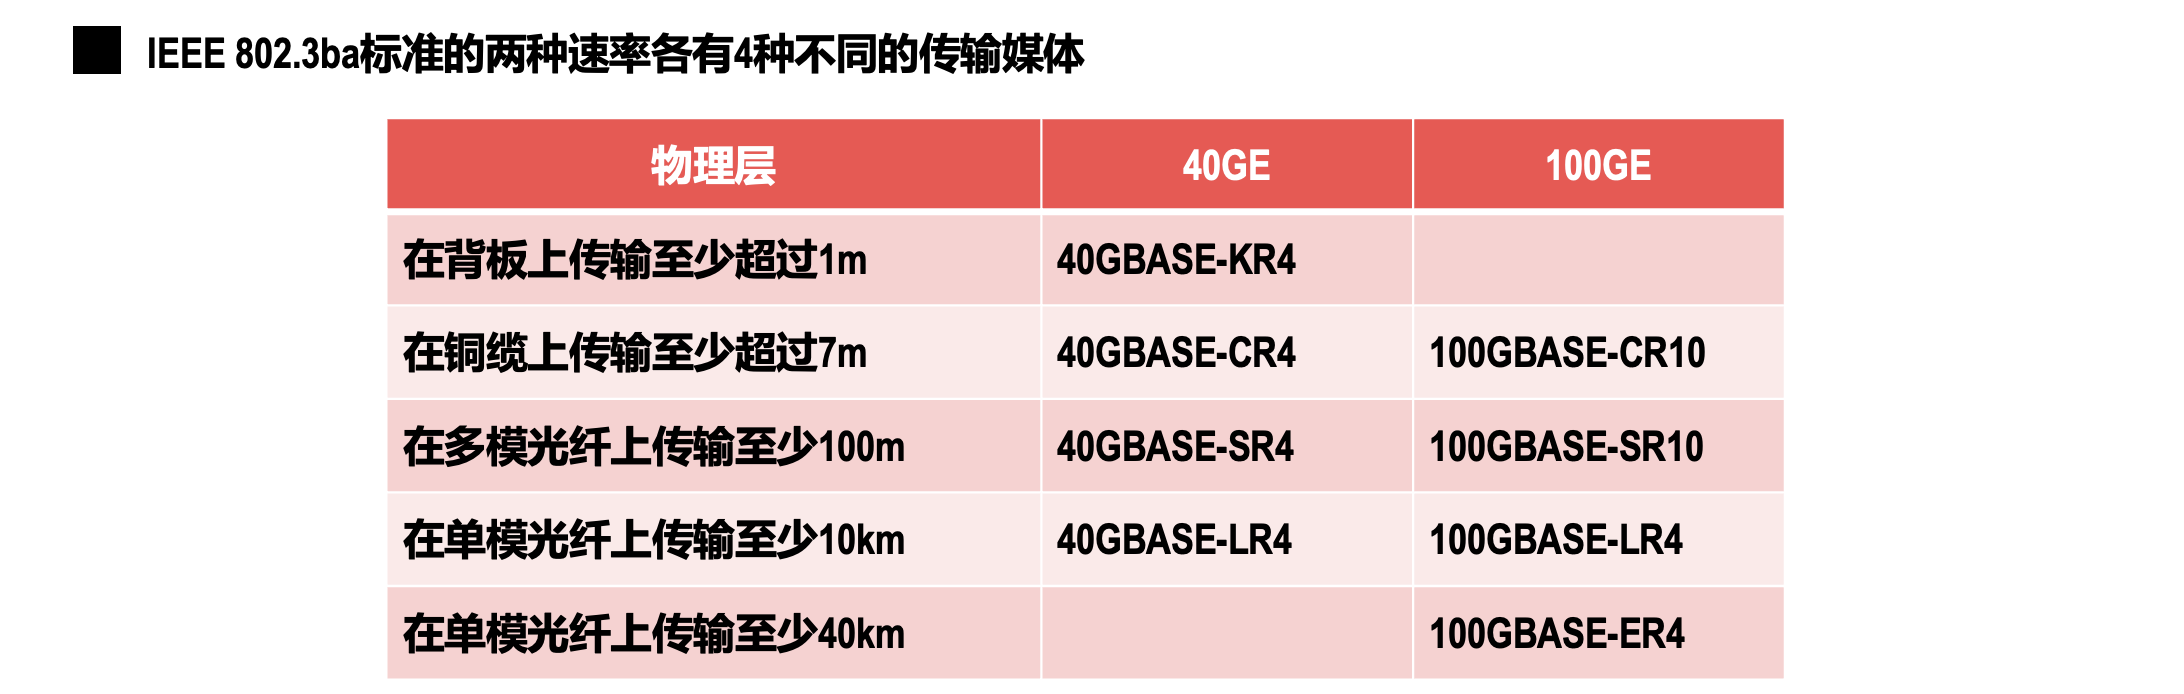 IEEE 802.3ba标准的两种速率各有4种不同的传输媒体
物理层 40GE 100GE
在背板上传输至少超过1m 40GBASE-KR4
在铜缆上传输至少超过7m 40GBASE-CR4 100GBASE-CR10
在多模光纤上传输至少100m 40GBASE-SR4 100GBASE-SR10
在单模光纤上传输至少10km 40GBASE-LR4 100GBASE-LR4
在单模光纤上传输至少40km 100GBASE-ER4